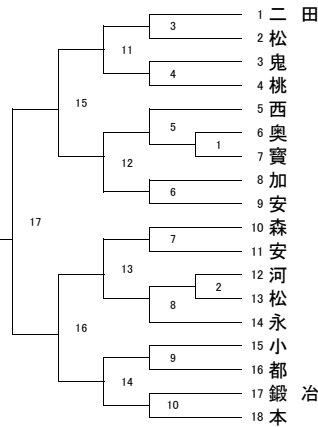 1 二 田
3
2 松
11
3 鬼
4
4 桃
15
5 西
5
6 奥
1
7 寳
12
8 加
6
9 安
17
10 森
7
11 安
13
12 河
2
13 松
8
14 永
16
15 小
9
16 都
14
17 鍛 冶
10
18 本